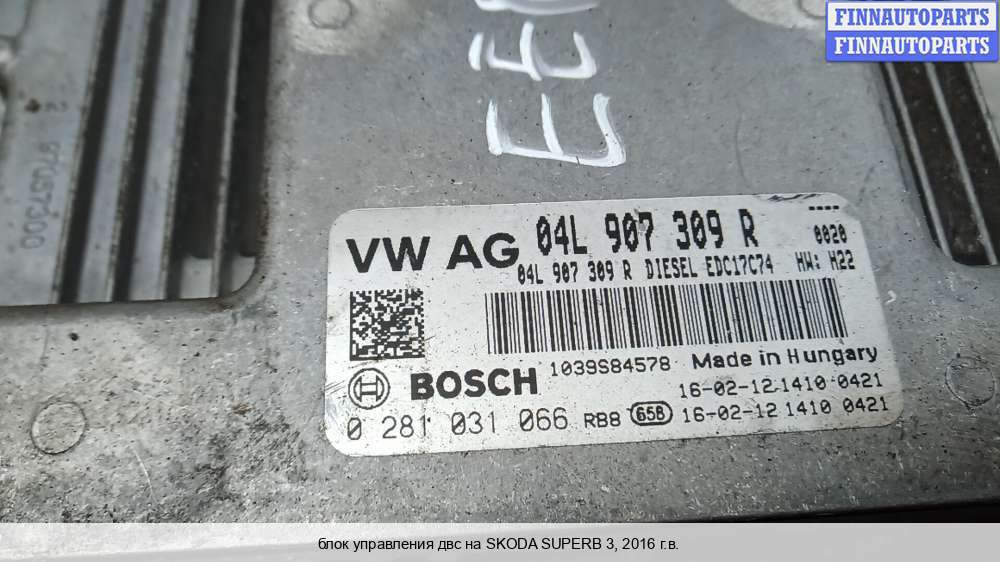 FINNAUTOPARTS
FINNAUTOPARTS
VW AG 04L 907 309 R
0020
04L 907 309 R DIESEL EDC17C74 HW: H22
1039S84578 Made in Hungary
BOSCH
16-02-12 1410 0421
0 281 031 066 RB8 658 16-02-12 1410 0421
блок управления двс на SKODA SUPERB 3, 2016 г.в.